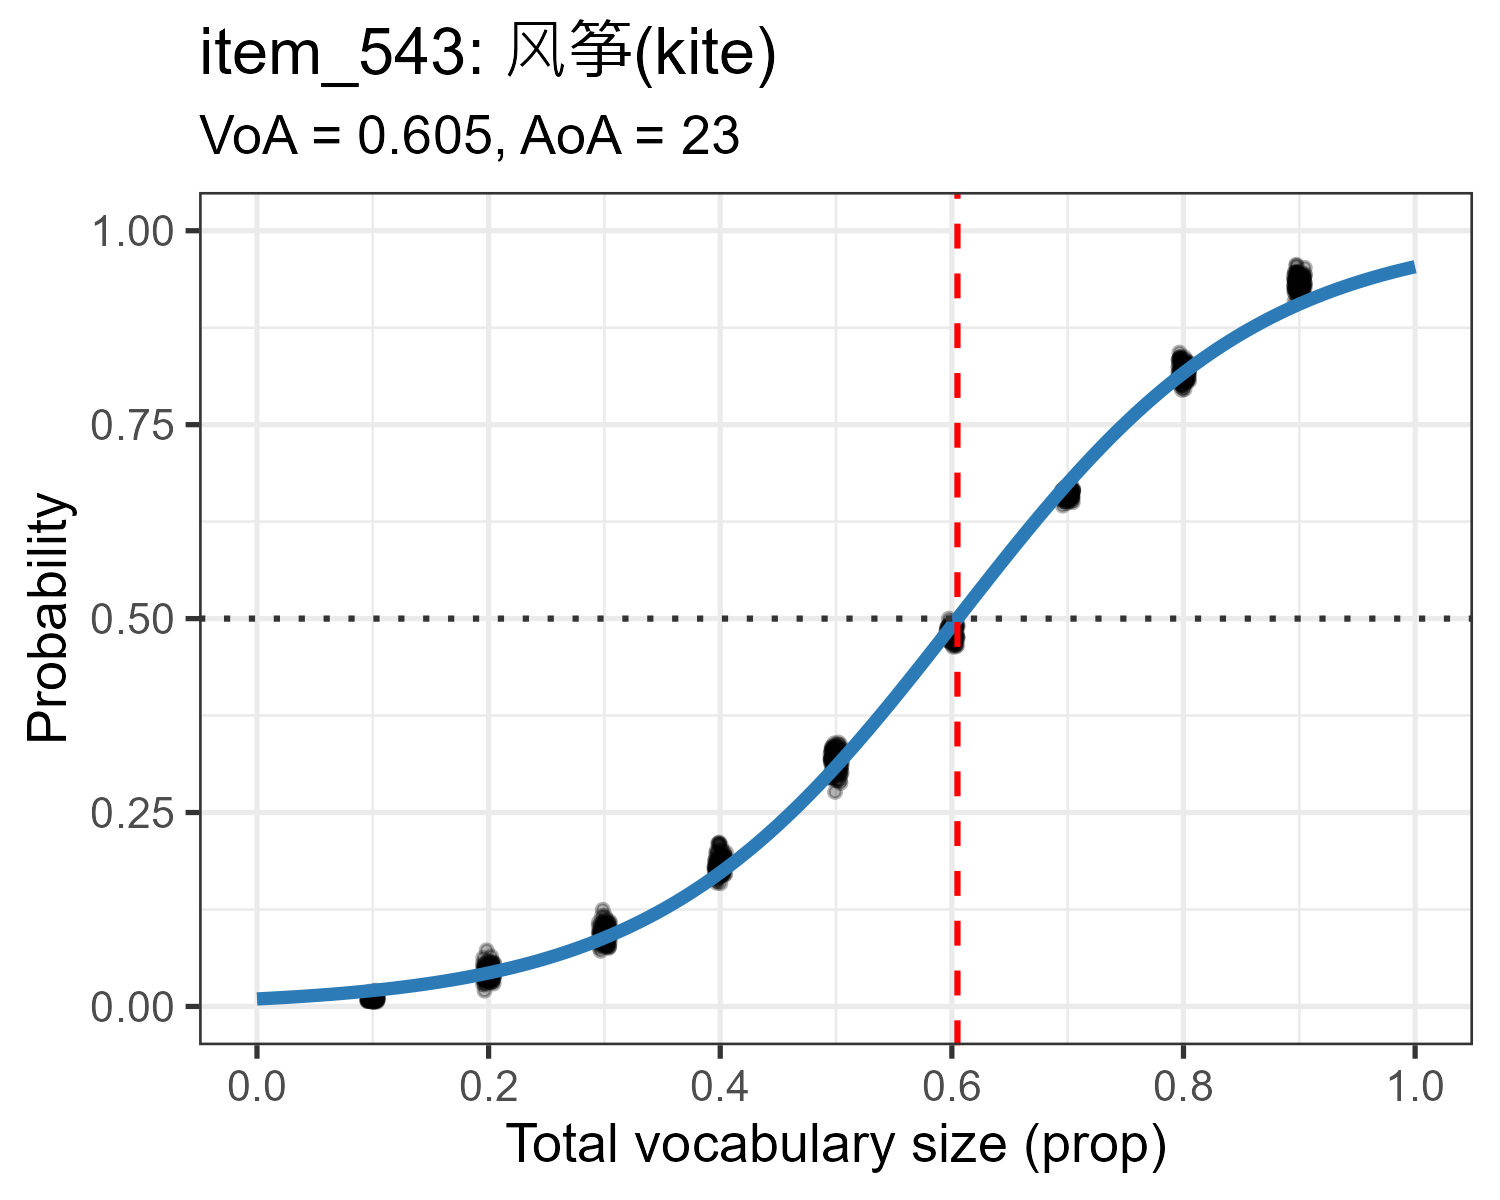 item_543: 风筝(kite)
VoA = 0.605, AoA = 23
1.00
0.75
0.50
0.25
0.00
Probability
0.0 0.2 0.4 0.6 0.8 1.0
Total vocabulary size (prop)